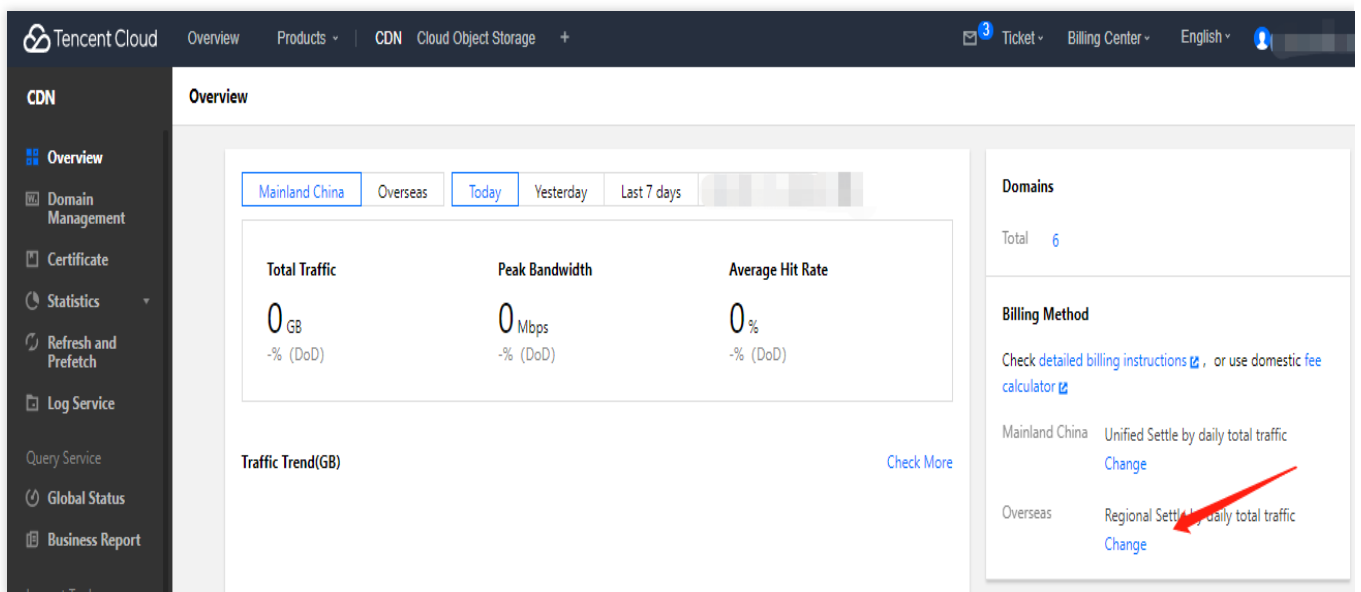 Tencent Cloud Overview Products CDN Cloud Object Storage + 3 Ticket Billing Center English
CDN
Overview
Overview
Domain
Management
Certificate
Statistics
Refresh and
Prefetch
Log Service
Query Service
Global Status
Business Report
Mainland China Overseas Today Yesterday Last 7 days
Total Traffic Peak Bandwidth Average Hit Rate
0 GB 0 Mbps 0 %
-% (DoD) -% (DoD) -% (DoD)
Traffic Trend(GB) Check More
Domains
Total 6
Billing Method
Check detailed billing instructions , or use domestic fee
calculator
Mainland China Unified Settle by daily total traffic
Change
Overseas Regional Settle by daily total traffic
Change